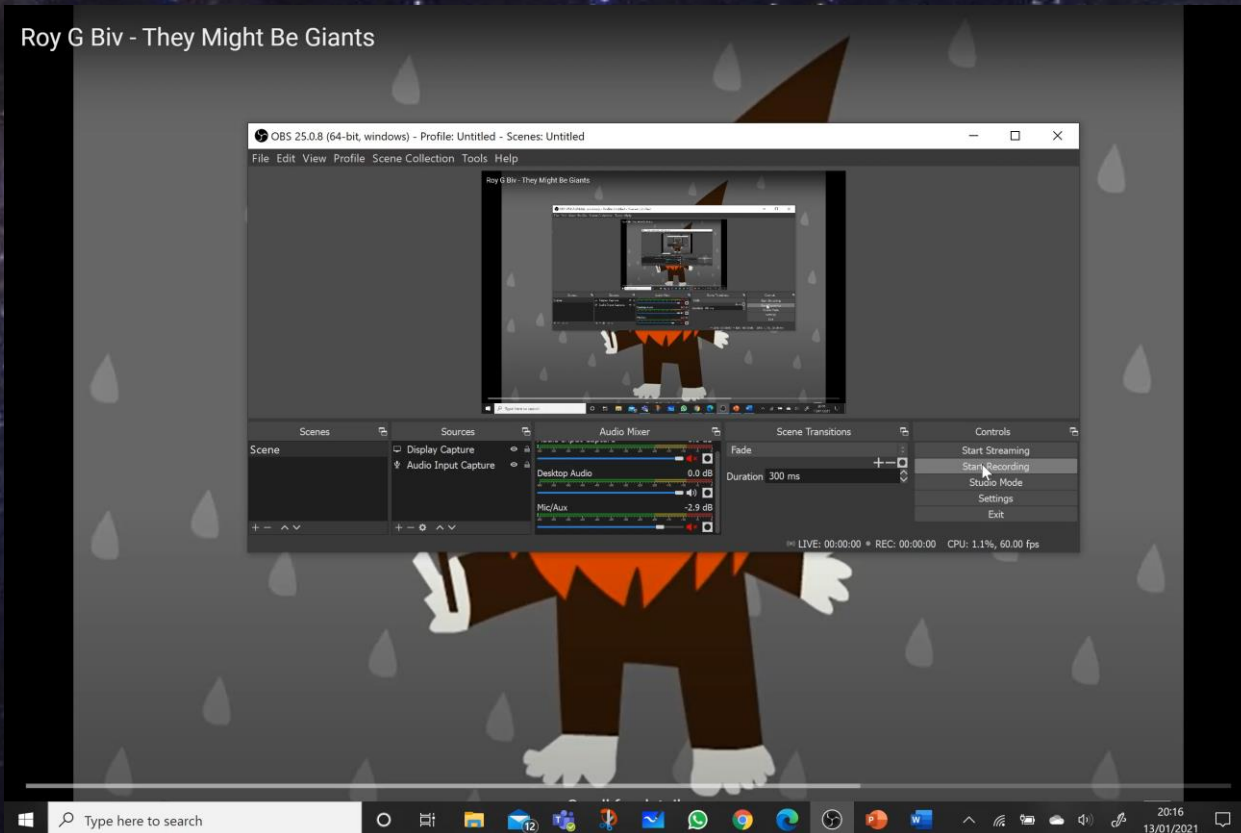 Roy G Biv - They Might Be Giants
OBS 25.0.8 (64-bit, windows) - Profile: Untitled - Scenes: Untitled
File Edit View Profile Scene Collection Tools Help
Roy G Biv - They Might Be Giants
Type here to search
Scenes Sources Audio Mixer Scene Transitions Controls
Scene
Display Capture
Audio Input Capture
Desktop Audio 0.0 dB
Mic/Aux -2.9 dB
Fade
Duration 300 ms
Start Streaming
Start Recording
Studio Mode
Settings
Exit
LIVE: 00:00:00 REC: 00:00:00 CPU: 1.1%, 60.00 fps
Type here to search
12
20:16
13/01/2021